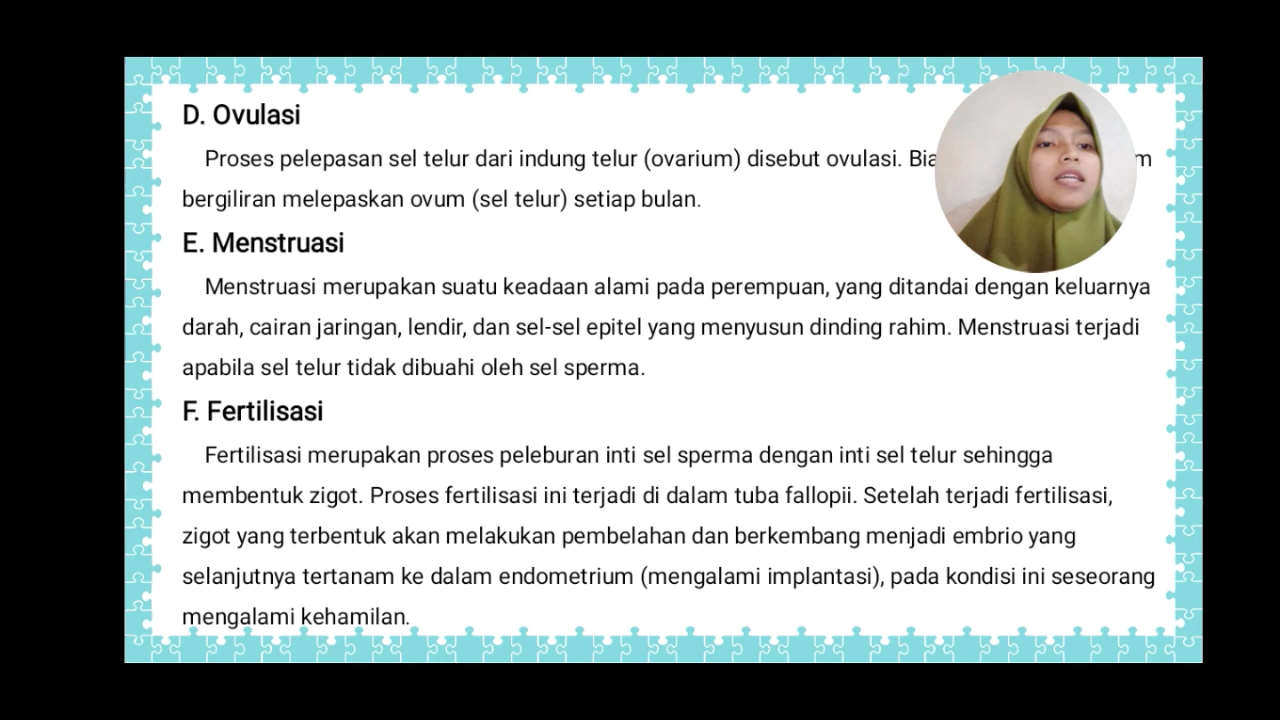 D. Ovulasi
Proses pelepasan sel telur dari indung telur (ovarium) disebut ovulasi.
bergiliran melepaskan ovum (sel telur) setiap bulan.
E. Menstruasi
Menstruasi merupakan suatu keadaan alami pada perempuan, yang ditandai dengan keluarnya
darah, cairan jaringan, lendir, dan sel-sel epitel yang menyusun dinding rahim. Menstruasi terjadi
apabila sel telur tidak dibuahi oleh sel sperma.
F. Fertilisasi
Fertilisasi merupakan proses peleburan inti sel sperma dengan inti sel telur sehingga
membentuk zigot. Proses fertilisasi ini terjadi di dalam tuba fallopii. Setelah terjadi fertilisasi,
zigot yang terbentuk akan melakukan pembelahan dan berkembang menjadi embrio yang
selanjutnya tertanam ke dalam endometrium (mengalami implantasi), pada kondisi ini seseorang
mengalami kehamilan.